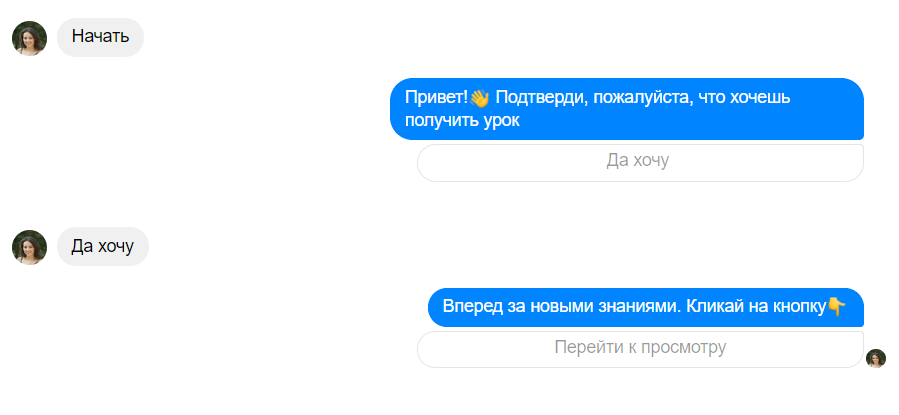 Начать
Привет!👋 Подтверди, пожалуйста, что хочешь
получить урок
Да хочу
Да хочу
Вперед за новыми знаниями. Кликай на кнопку👇
Перейти к просмотру